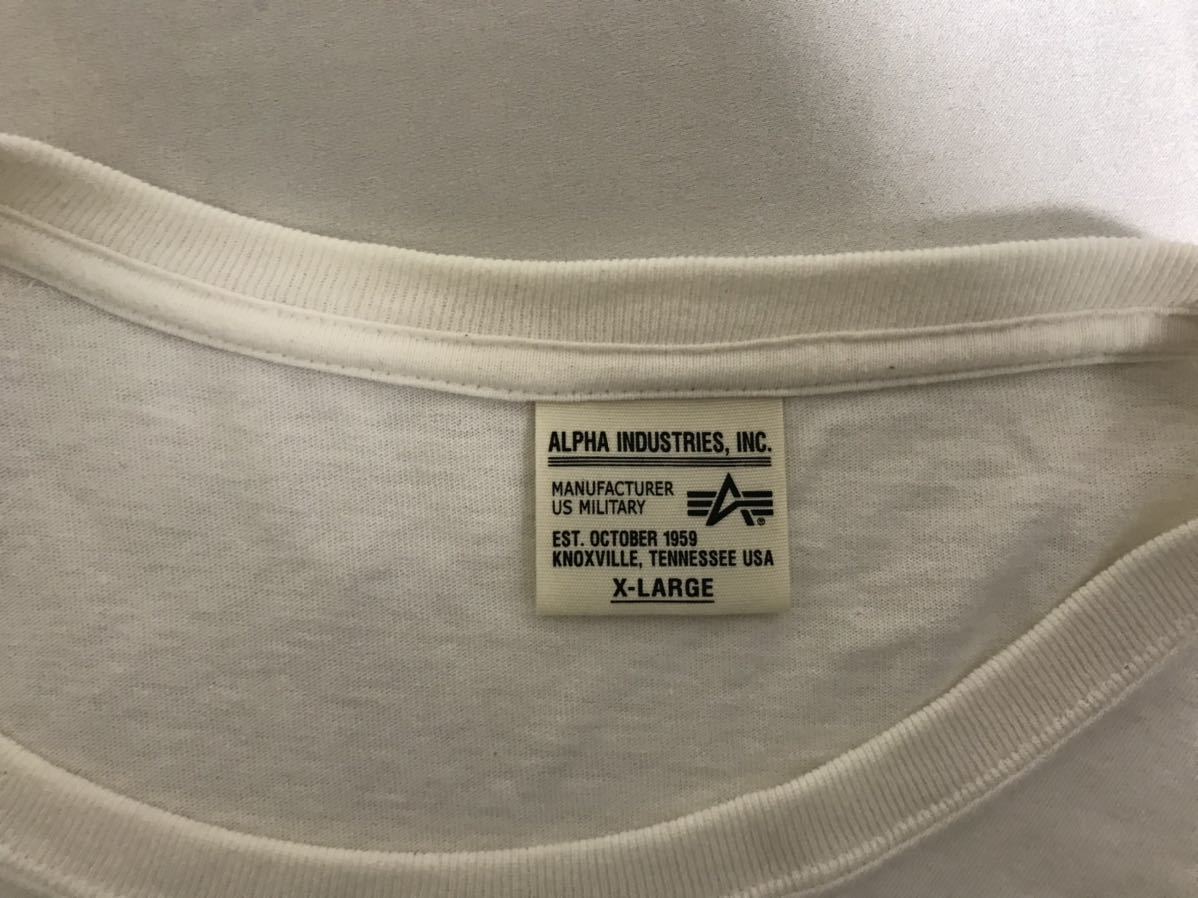 ALPHA INDUSTRIES, INC.
MANUFACTURER
US MILITARY
®
EST. OCTOBER 1959
KNOXVILLE, TENNESSEE USA
X-LARGE